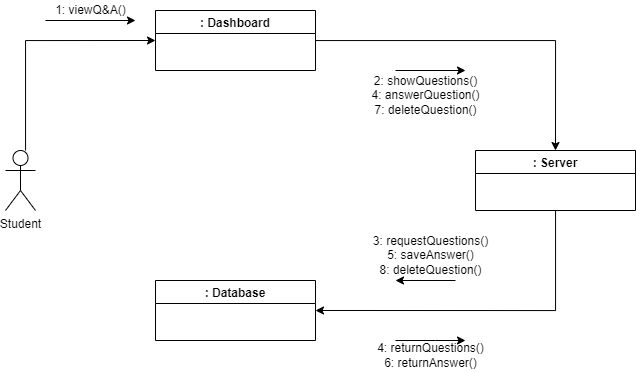 1: viewQ&A()
: Dashboard
2: showQuestions()
4: answerQuestion()
7: deleteQuestion()
: Server
Student
3: requestQuestions()
5: saveAnswer()
8: deleteQuestion()
: Database
4: returnQuestions()
6: returnAnswer()